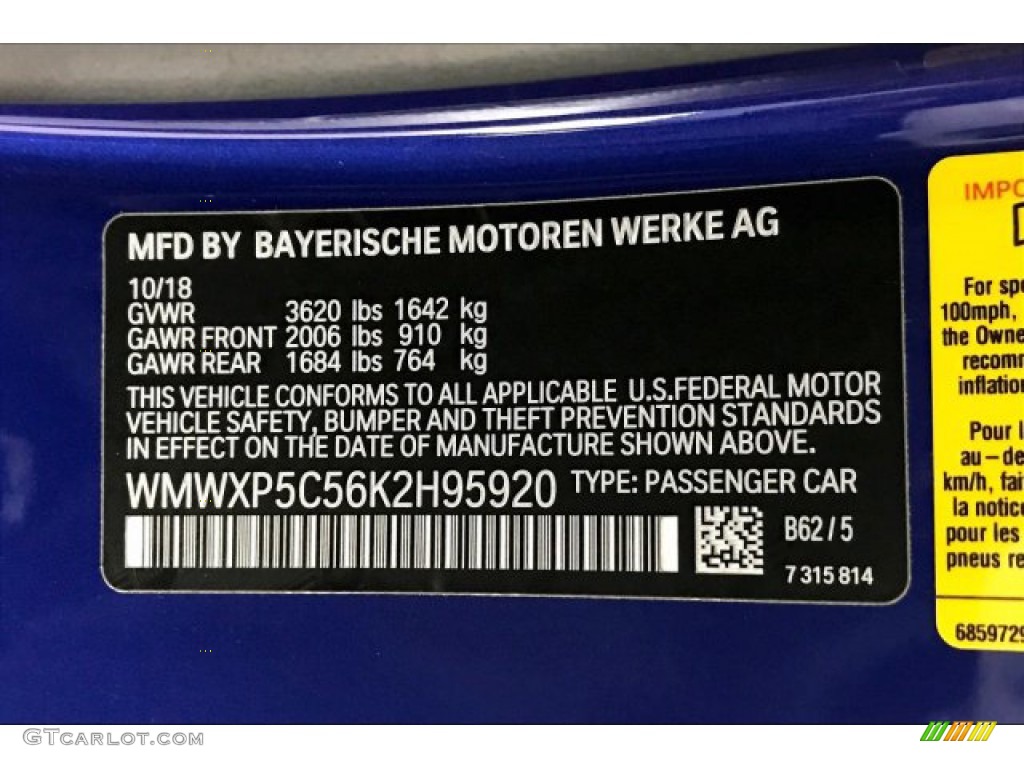 MFD BY BAYERISCHE MOTOREN WERKE AG
10/18
GVWR 3620 lbs 1642 kg
GAWR FRONT 2006 lbs 910 kg
GAWR REAR 1684 lbs 764 kg
THIS VEHICLE CONFORMS TO ALL APPLICABLE U.S.FEDERAL MOTOR
VEHICLE SAFETY, BUMPER AND THEFT PREVENTION STANDARDS
IN EFFECT ON THE DATE OF MANUFACTURE SHOWN ABOVE.
WMWXP5C56K2H95920 TYPE: PASSENGER CAR
B62/5
7 315 814
IMPO
For spe
100mph,
the Owne
recomm
inflation
Pour l
au-de
km/h, fai
la notice
pour les
pneus re
6859729
GTCARLOT.COM